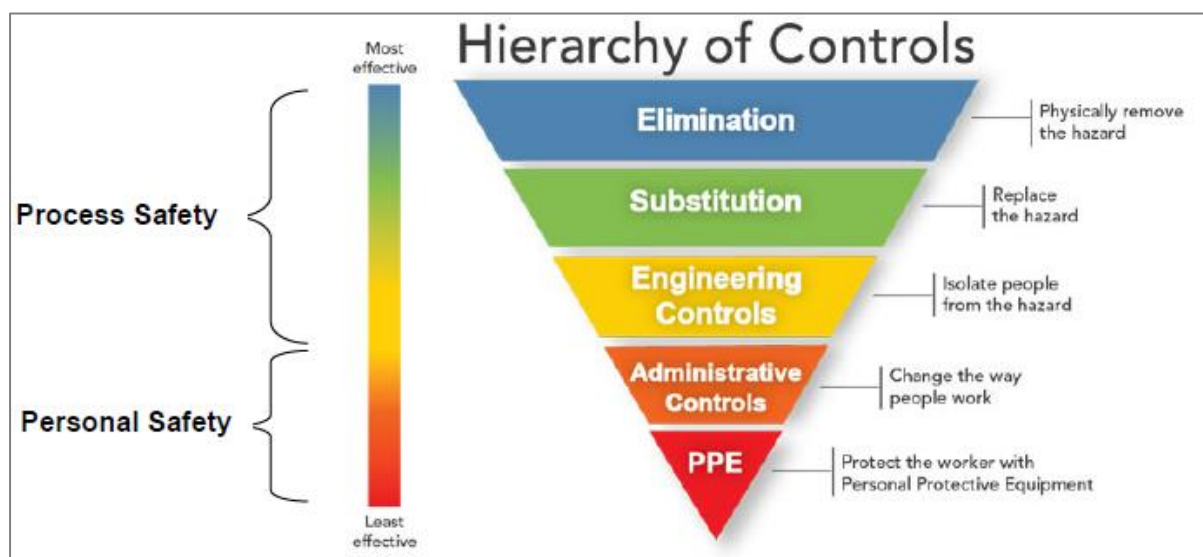 Hierarchy of Controls
Most
effective
Process Safety
Personal Safety
Least
effective
Elimination
Physically remove
the hazard
Substitution
Replace
the hazard
Engineering
Controls
Isolate people
from the hazard
Administrative
Controls
Change the way
people work
PPE
Protect the worker with
Personal Protective Equipment